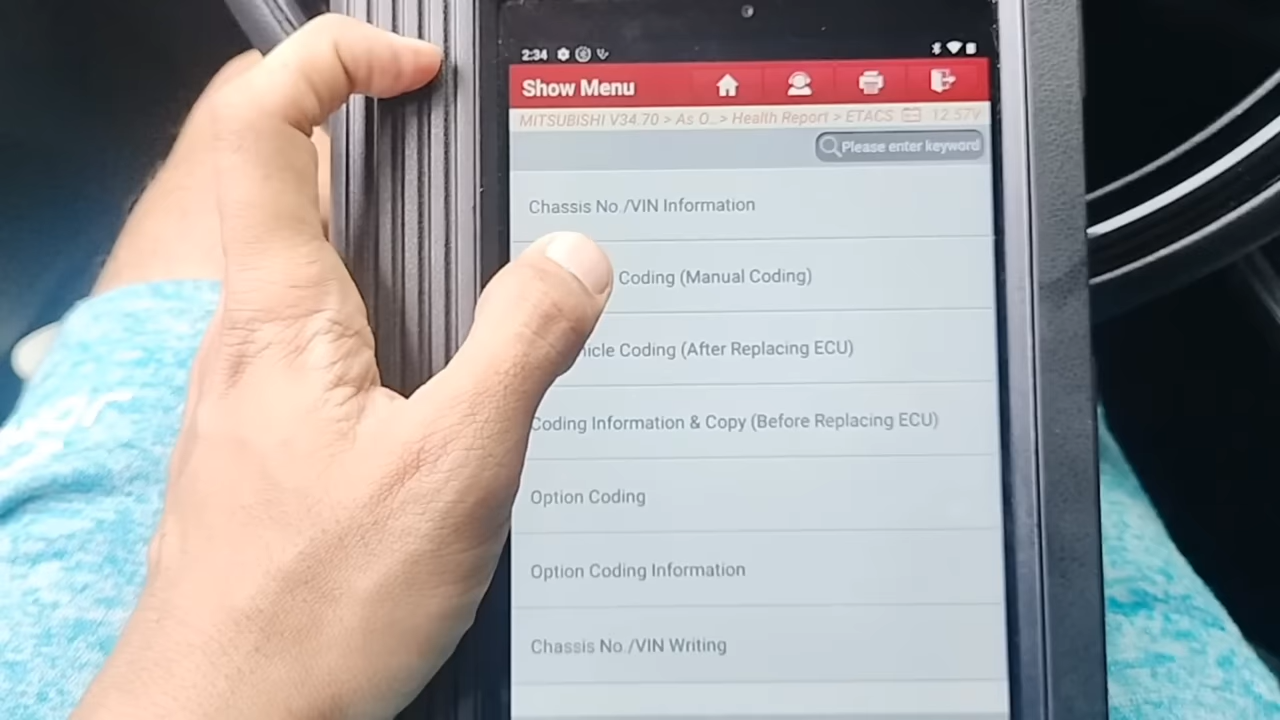 2:34
Show Menu
MITSUBISHI V34.70 > As O...> Health Report > ETACS 12.57V
Please enter keyword
Chassis No./VIN Information
Coding (Manual Coding)
Coding (After Replacing ECU)
Coding Information & Copy (Before Replacing ECU)
Option Coding
Option Coding Information
Chassis No./VIN Writing